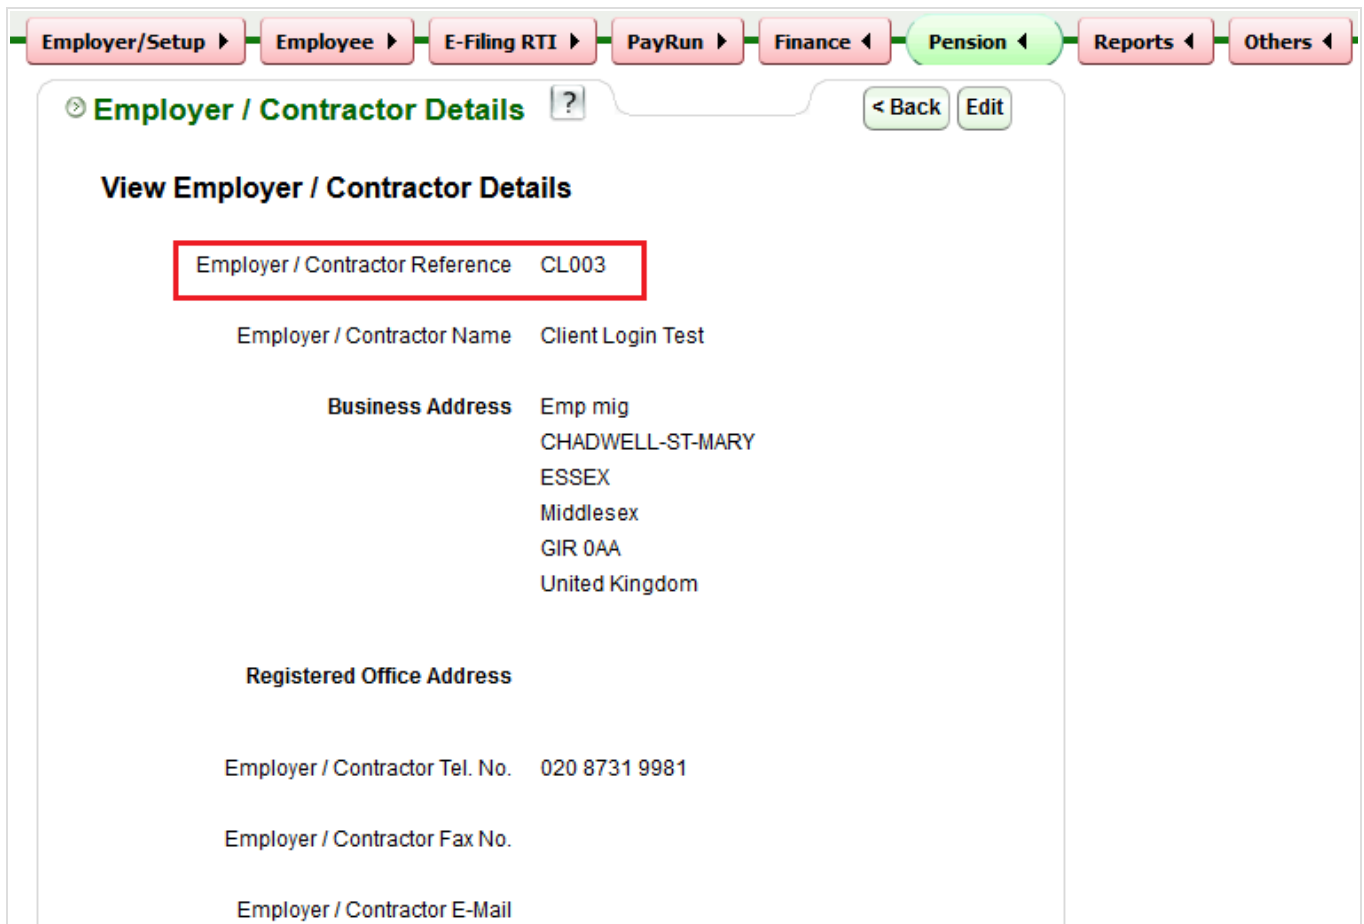 Employer/Setup Employee E-Filing RTI PayRun Finance Pension Reports Others
Employer / Contractor Details ? < Back Edit
View Employer / Contractor Details
Employer / Contractor Reference CL003
Employer / Contractor Name Client Login Test
Business Address Emp mig
CHADWELL-ST-MARY
ESSEX
Middlesex
GIR 0AA
United Kingdom
Registered Office Address
Employer / Contractor Tel. No. 020 8731 9981
Employer / Contractor Fax No.
Employer / Contractor E-Mail